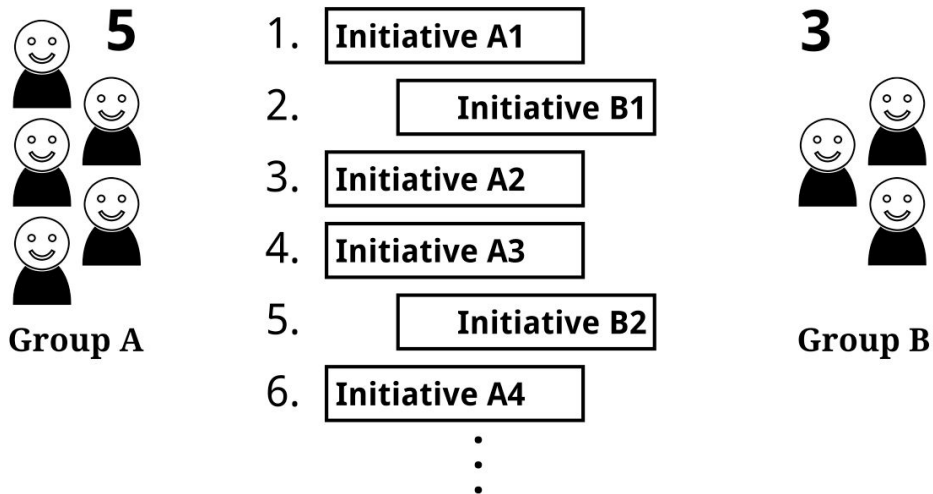 5
3
1. Initiative A1
2. Initiative B1
3. Initiative A2
4. Initiative A3
5. Initiative B2
6. Initiative A4
Group A
Group B